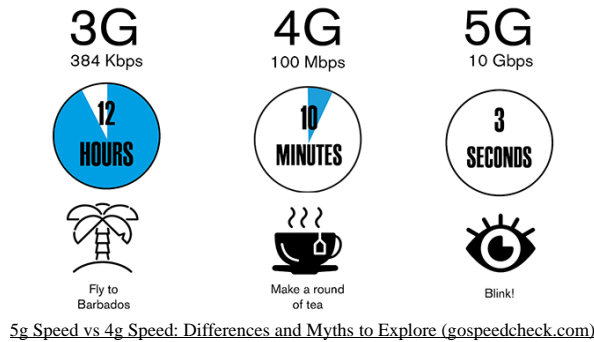 3G
384 Kbps
12
HOURS
Fly to
Barbados
4G
100 Mbps
10
MINUTES
Make a round
of tea
5G
10 Gbps
3
SECONDS
Blink!
5g Speed vs 4g Speed: Differences and Myths to Explore (gospeedcheck.com)